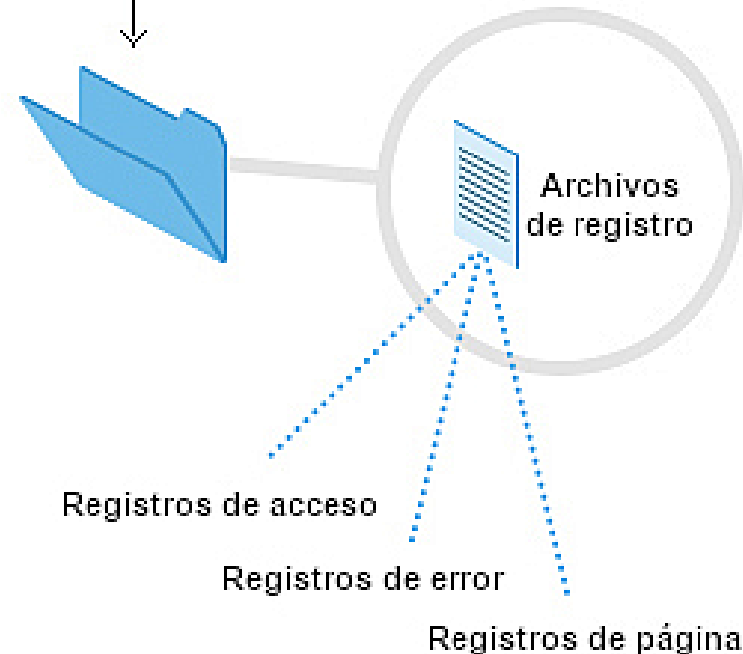 Archivos
de registro
Registros de acceso
Registros de error
Registros de página